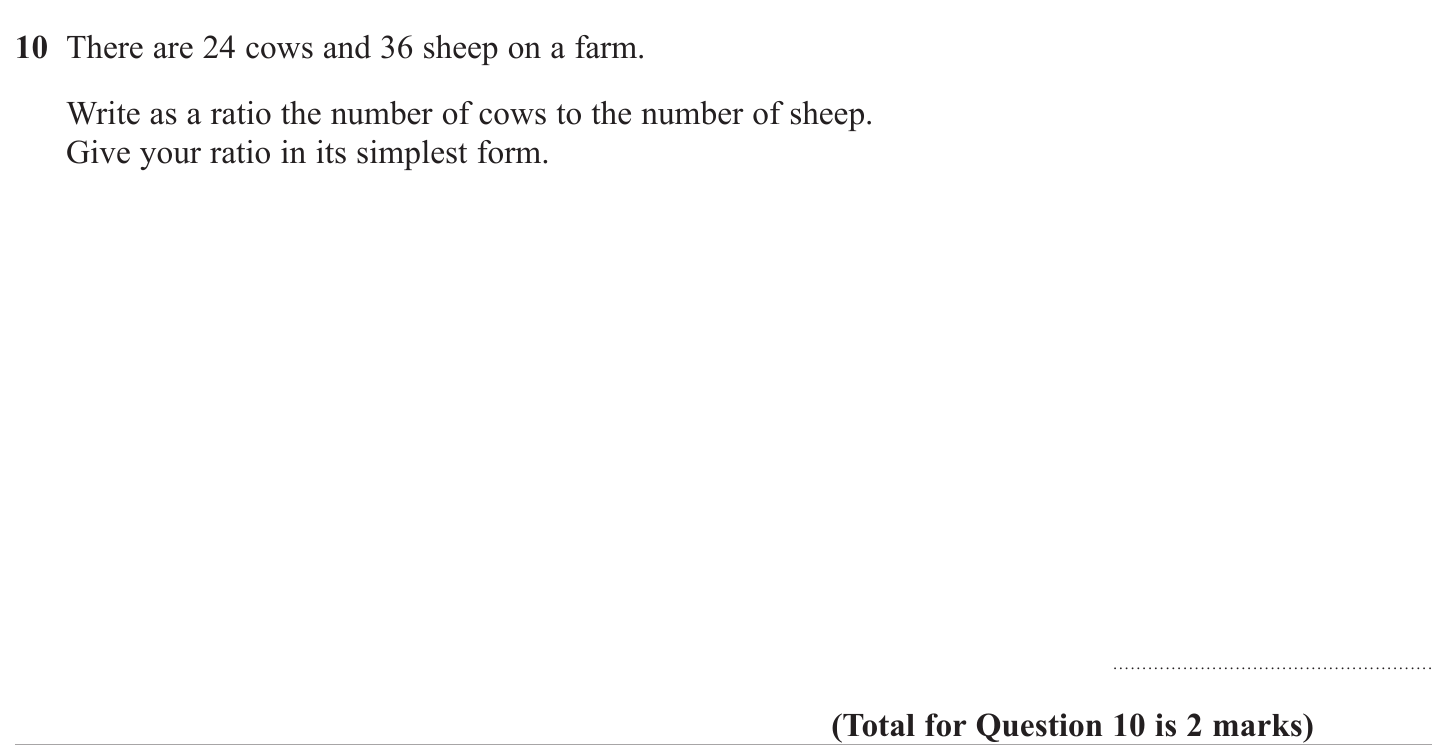 10 There are 24 cows and 36 sheep on a farm.
Write as a ratio the number of cows to the number of sheep.
Give your ratio in its simplest form.
(Total for Question 10 is 2 marks)